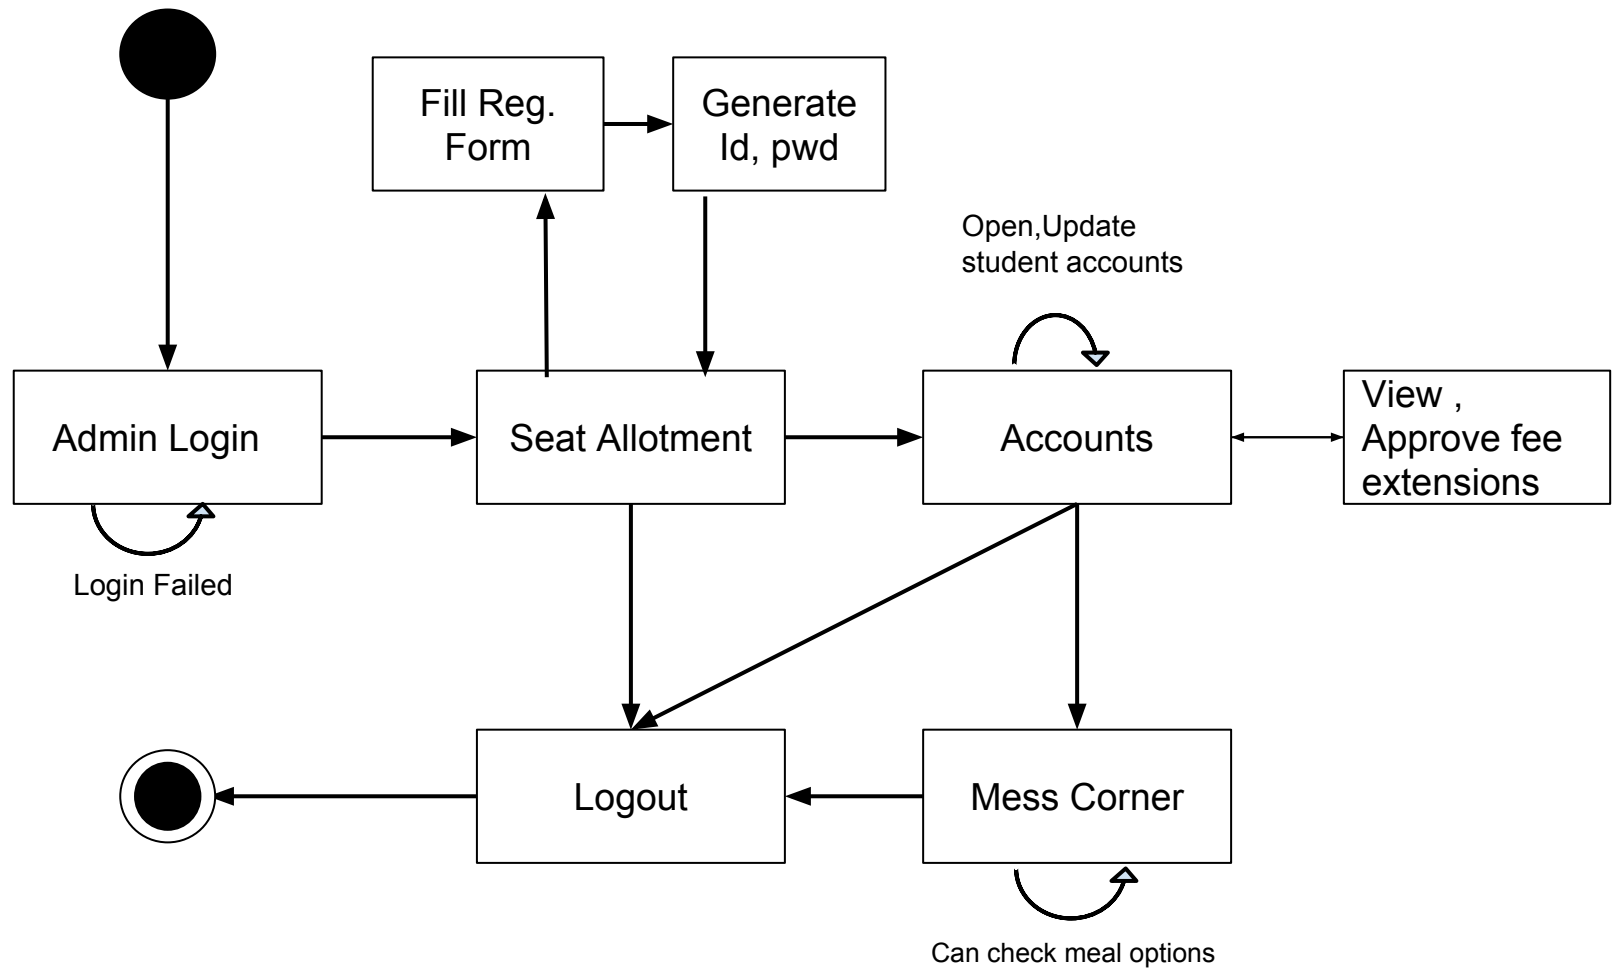 Fill Reg.
Form
Generate
Id, pwd
Open,Update
student accounts
Admin Login
Seat Allotment
Accounts
View ,
Approve fee
extensions
Login Failed
Logout
Mess Corner
Can check meal options